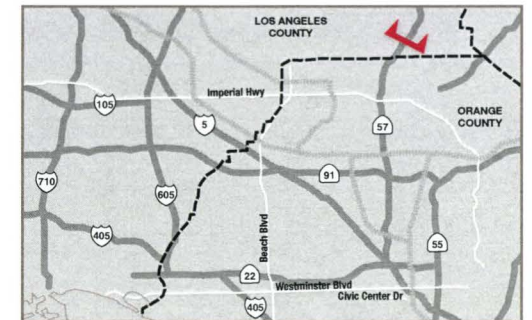 LOS ANGELES
COUNTY
Imperial Hwy
105
5
ORANGE
COUNTY
57
710
91
605
405
Beach Blvd
55
22
Westminster Blvd
Civic Center Dr
405